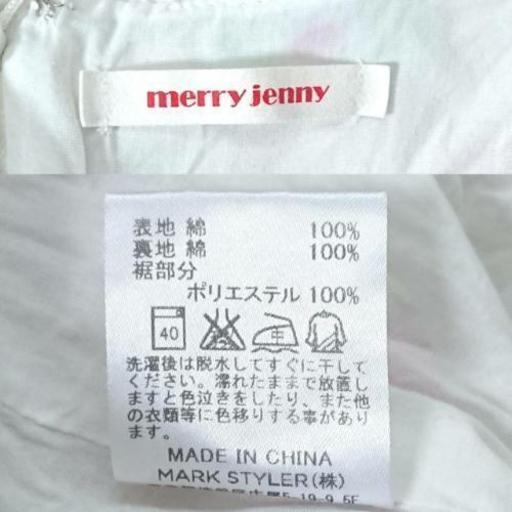 merry jenny
表地 綿 100%
裏地 綿 100%
裾部分
ポリエステル 100%
40
洗濯後は脱水してすぐに干して
ください。濡れたままで放置し
ますと色泣きをしたり、また他
の衣類等に色移りする事があり
ます。
MADE IN CHINA
MARK STYLER(株)
5-19-9 5F